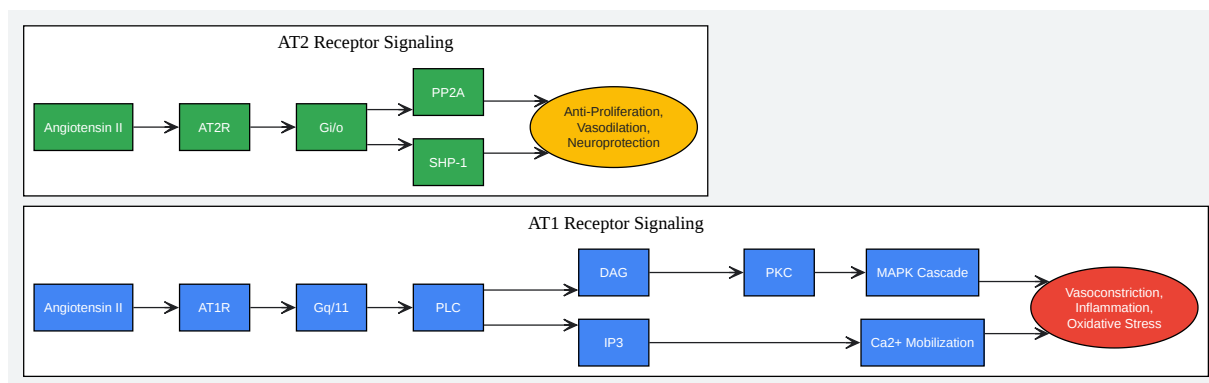 AT2 Receptor Signaling
Angiotensin II
AT2R
Gi/o
PP2A
SHP-1
Anti-Proliferation,
Vasodilation,
Neuroprotection
AT1 Receptor Signaling
Angiotensin II
AT1R
Gq/11
PLC
DAG
PKC
MAPK Cascade
IP3
Ca2+ Mobilization
Vasoconstriction,
Inflammation,
Oxidative Stress